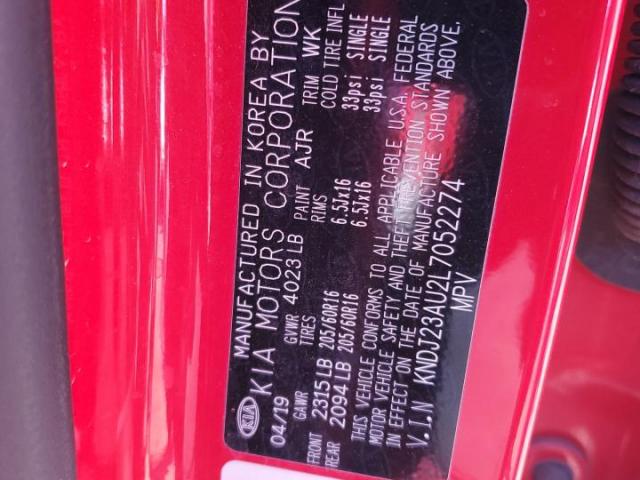 MANUFACTURED IN KOREA BY
KIA KIA MOTORS CORPORATION
04/19 GVWR 4023 LB PAINT AJR TRIM WK
GAWR TIRES RIMS COLD TIRE INFL
FRONT 2315 LB 205/60R16 6.5Jx16 33psi SINGLE
REAR 2094 LB 205/60R16 6.5Jx16 33psi SINGLE
THIS VEHICLE CONFORMS TO ALL APPLICABLE U.S.A. FEDERAL
MOTOR VEHICLE SAFETY AND THEFT PREVENTION STANDARDS
IN EFFECT ON THE DATE OF MANUFACTURE SHOWN ABOVE.
V.I.N KNDJ23AU2L7052274
MPV